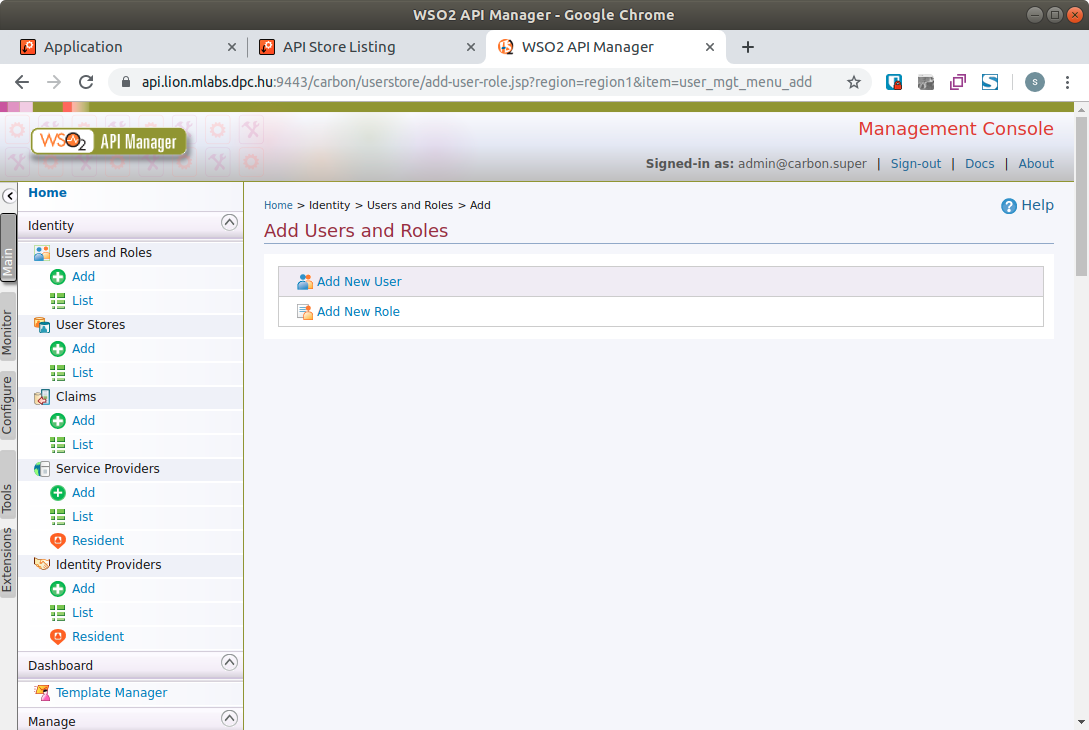 WSO2 API Manager - Google Chrome
Application
API Store Listing
WSO2 API Manager
api.lion.mlabs.dpc.hu:9443/carbon/userstore/add-user-role.jsp?region=region1&item=user_mgt_menu_add
S
s
WSO2 API Manager
Management Console
Signed-in as: admin@carbon.super | Sign-out | Docs | About
Main
Monitor
Configure
Tools
Extensions
Home
Identity
Users and Roles
Add
List
User Stores
Add
List
Claims
Add
List
Service Providers
Add
List
Resident
Identity Providers
Add
List
Resident
Dashboard
Template Manager
Manage
Home > Identity > Users and Roles > Add
? Help
Add Users and Roles
Add New User
Add New Role